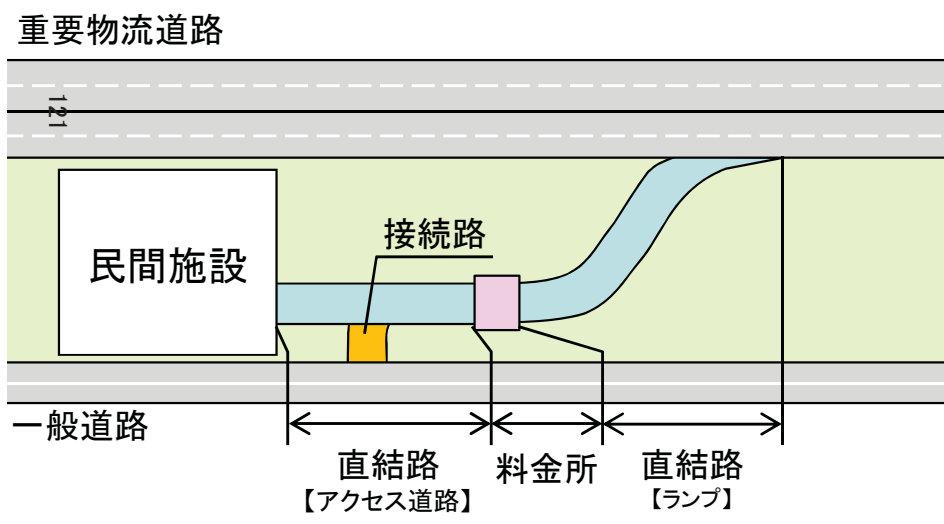 重要物流道路
121
民間施設
接続路
一般道路
直結路
【アクセス道路】
料金所
直結路
【ランプ】